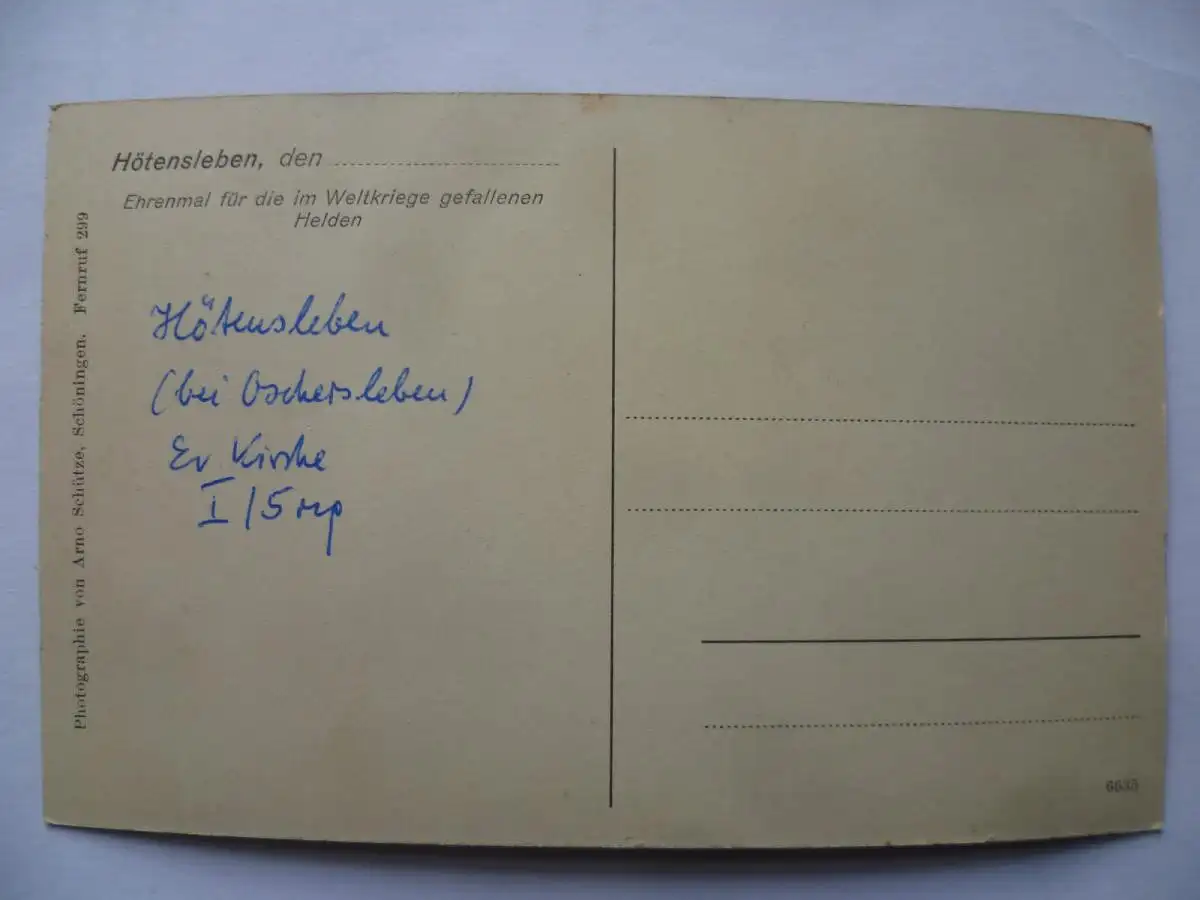 Hötensleben, den
Ehrenmal für die im Weltkriege gefallenen
Helden
Hötensleben
(bei Oschersleben)
Ev Kirche
I/5 mp
Photographie von Arno Schütze, Schöningen. Fernruf 299
6635